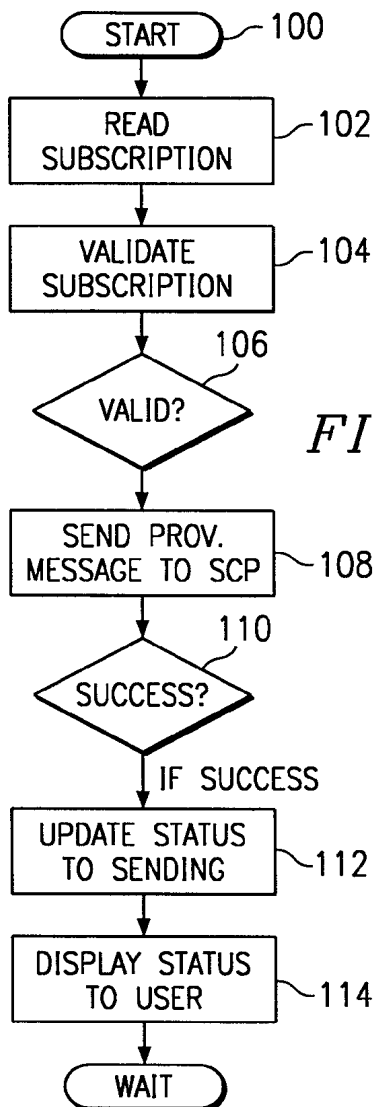 START
100
READ
SUBSCRIPTION
102
VALIDATE
SUBSCRIPTION
104
106
VALID?
FI
SEND PROV.
MESSAGE TO SCP
108
110
SUCCESS?
IF SUCCESS
UPDATE STATUS
TO SENDING
112
DISPLAY STATUS
TO USER
114
WAIT